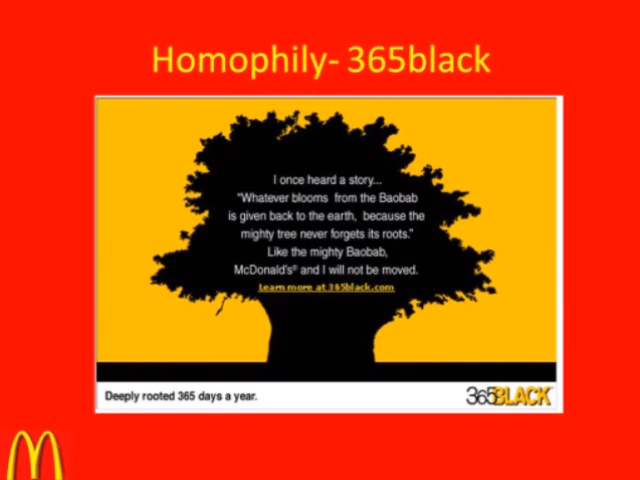 Homophily- 365black
I once heard a story...
"Whatever blooms from the Baobab
is given back to the earth, because the
mighty tree never forgets its roots."
Like the mighty Baobab,
McDonald's® and I will not be moved.
Learn more at 365black.com
Deeply rooted 365 days a year.
365BLACK